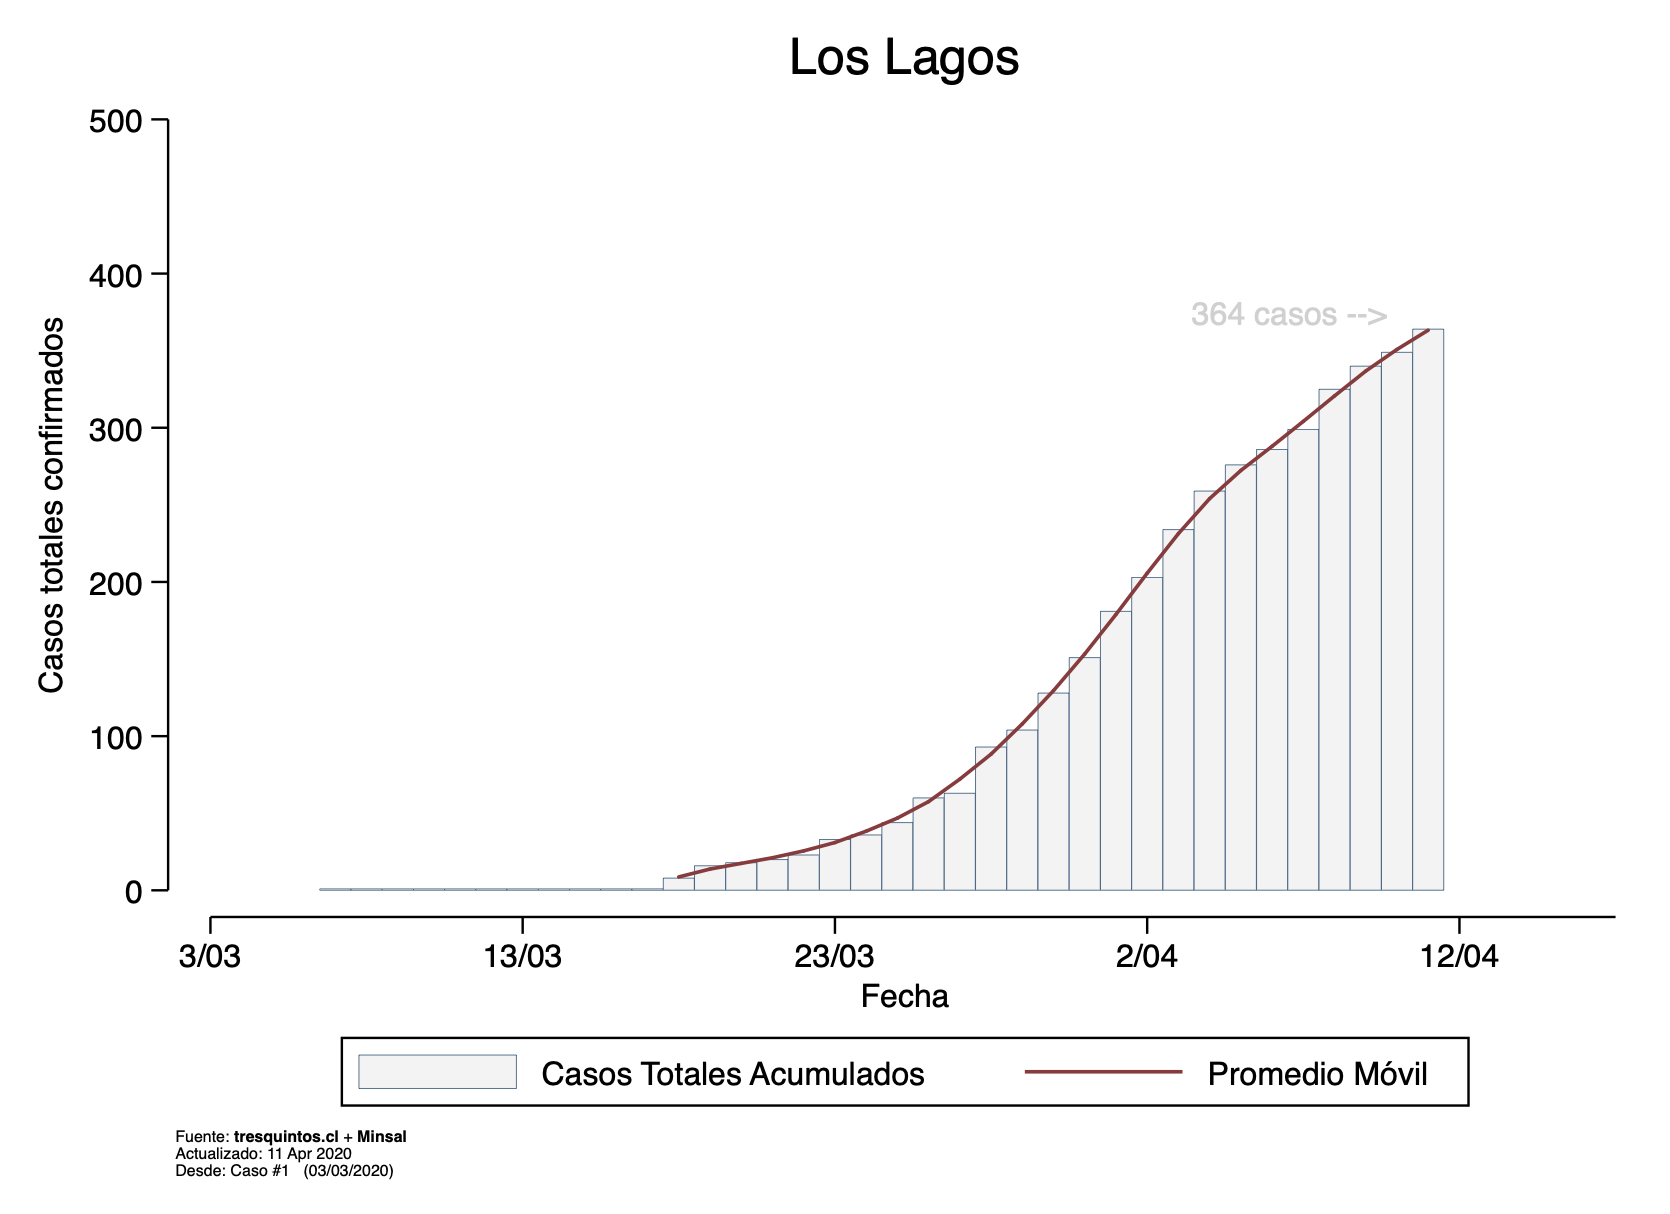 Los Lagos
500
400
300
200
100
0
Casos totales confirmados
364 casos -->
3/03
13/03
23/03
2/04
12/04
Fecha
Casos Totales Acumulados
Promedio Móvil
Fuente: tresquintos.cl + Minsal
Actualizado: 11 Apr 2020
Desde: Caso #1 (03/03/2020)